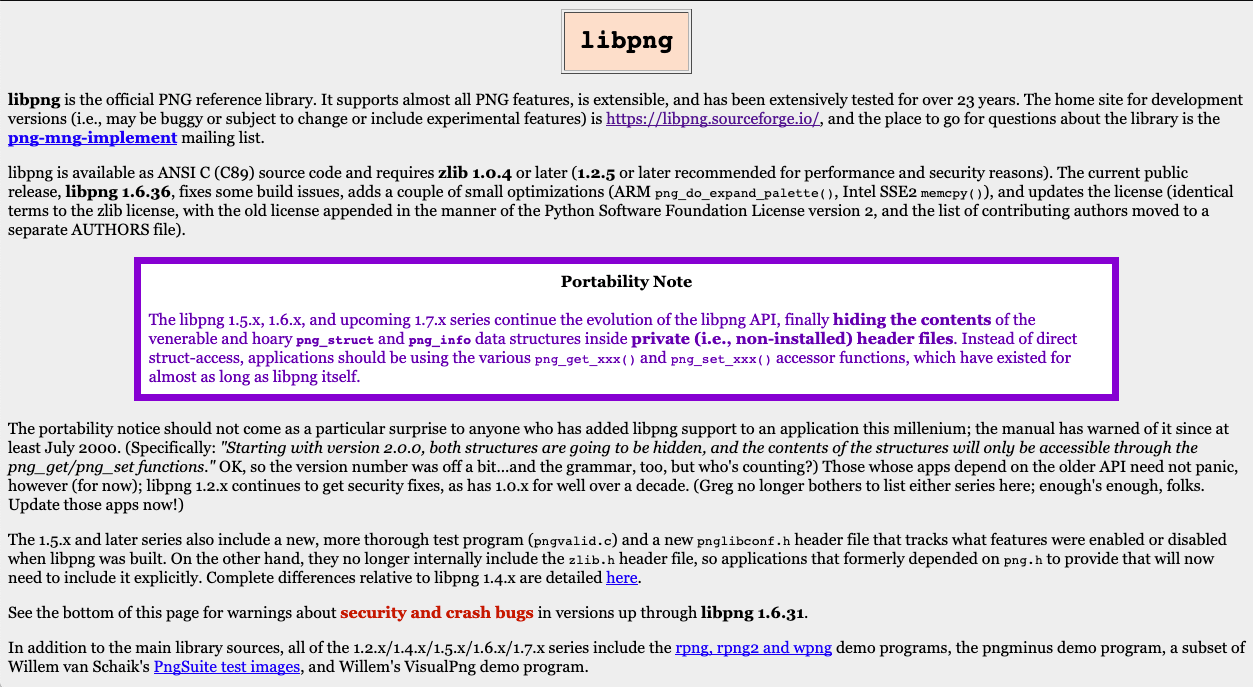 libpng
libpng is the official PNG reference library. It supports almost all PNG features, is extensible, and has been extensively tested for over 23 years. The home site for development
versions (i.e., may be buggy or subject to change or include experimental features) is https://libpng.sourceforge.io/, and the place to go for questions about the library is the
png-mng-implement mailing list.
libpng is available as ANSI C (C89) source code and requires zlib 1.0.4 or later (1.2.5 or later recommended for performance and security reasons). The current public
release, libpng 1.6.36, fixes some build issues, adds a couple of small optimizations (ARM png_do_expand_palette(), Intel SSE2 memcpy()), and updates the license (identical
terms to the zlib license, with the old license appended in the manner of the Python Software Foundation License version 2, and the list of contributing authors moved to a
separate AUTHORS file).
Portability Note
The libpng 1.5.x, 1.6.x, and upcoming 1.7.x series continue the evolution of the libpng API, finally hiding the contents of the
venerable and hoary png_struct and png_info data structures inside private (i.e., non-installed) header files. Instead of direct
struct-access, applications should be using the various png_get_xxx() and png_set_xxx() accessor functions, which have existed for
almost as long as libpng itself.
The portability notice should not come as a particular surprise to anyone who has added libpng support to an application this millenium; the manual has warned of it since at
least July 2000. (Specifically: "Starting with version 2.0.0, both structures are going to be hidden, and the contents of the structures will only be accessible through the
png_get/png_set functions." OK, so the version number was off a bit...and the grammar, too, but who's counting?) Those whose apps depend on the older API need not panic,
however (for now); libpng 1.2.x continues to get security fixes, as has 1.0.x for well over a decade. (Greg no longer bothers to list either series here; enough's enough, folks.
Update those apps now!)
The 1.5.x and later series also include a new, more thorough test program (pngvalid.c) and a new pnglibconf.h header file that tracks what features were enabled or disabled
when libpng was built. On the other hand, they no longer internally include the zlib.h header file, so applications that formerly depended on png.h to provide that will now
need to include it explicitly. Complete differences relative to libpng 1.4.x are detailed here.
See the bottom of this page for warnings about security and crash bugs in versions up through libpng 1.6.31.
In addition to the main library sources, all of the 1.2.x/1.4.x/1.5.x/1.6.x/1.7.x series include the rpng, rpng2 and wpng demo programs, the pngminus demo program, a subset of
Willem van Schaik's PngSuite test images, and Willem's VisualPng demo program.